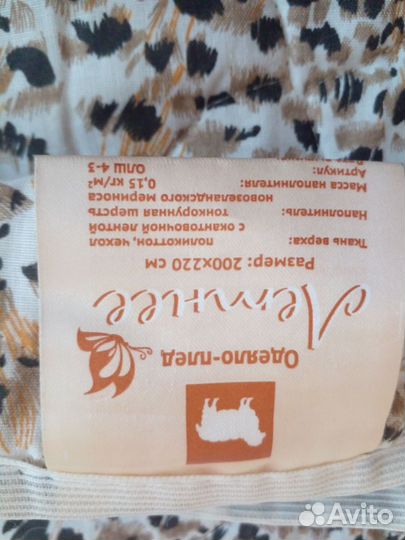 Одеяло-плед
Летнее
Размер: 200х220 см
Ткань верха: поликоттон, чехол
с окантовочной лентой
Наполнитель: тонкорунная шерсть
новозеландского мериноса
Масса наполнителя: 0,15 кг/м²
Артикул: ОЛШ 4-3
Avito